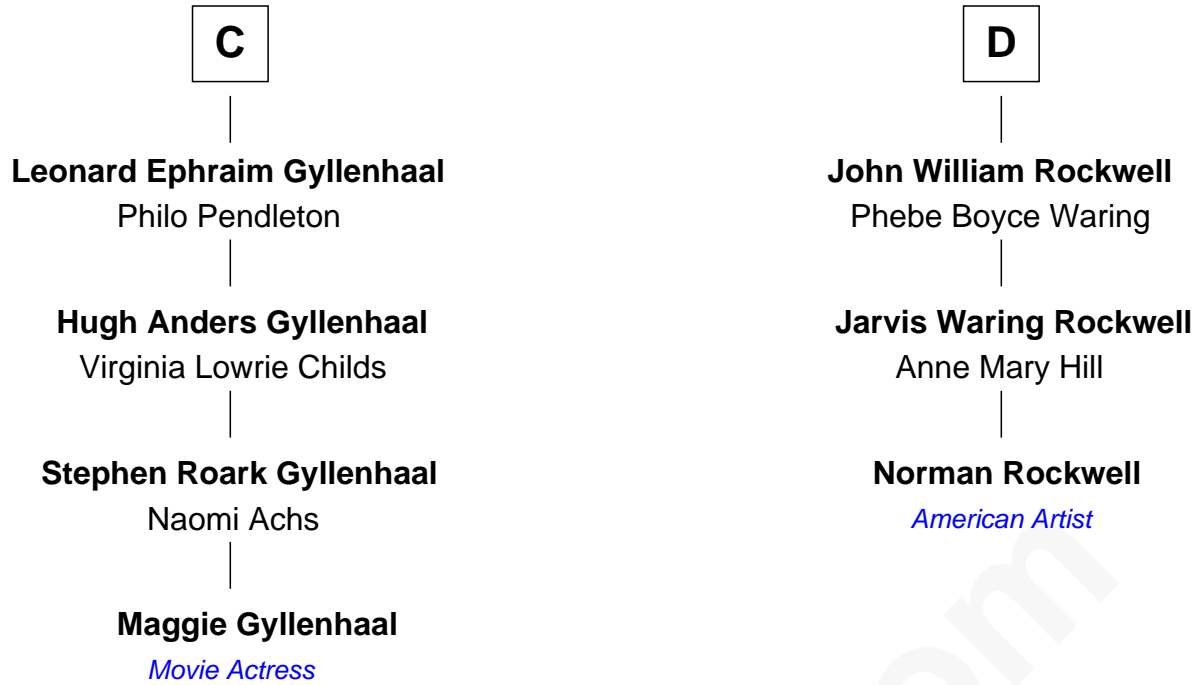 C
Leonard Ephraim Gyllenhaal
Philo Pendleton
Hugh Anders Gyllenhaal
Virginia Lowrie Childs
Stephen Roark Gyllenhaal
Naomi Achs
Maggie Gyllenhaal
Movie Actress
D
John William Rockwell
Phebe Boyce Waring
Jarvis Waring Rockwell
Anne Mary Hill
Norman Rockwell
American Artist
om